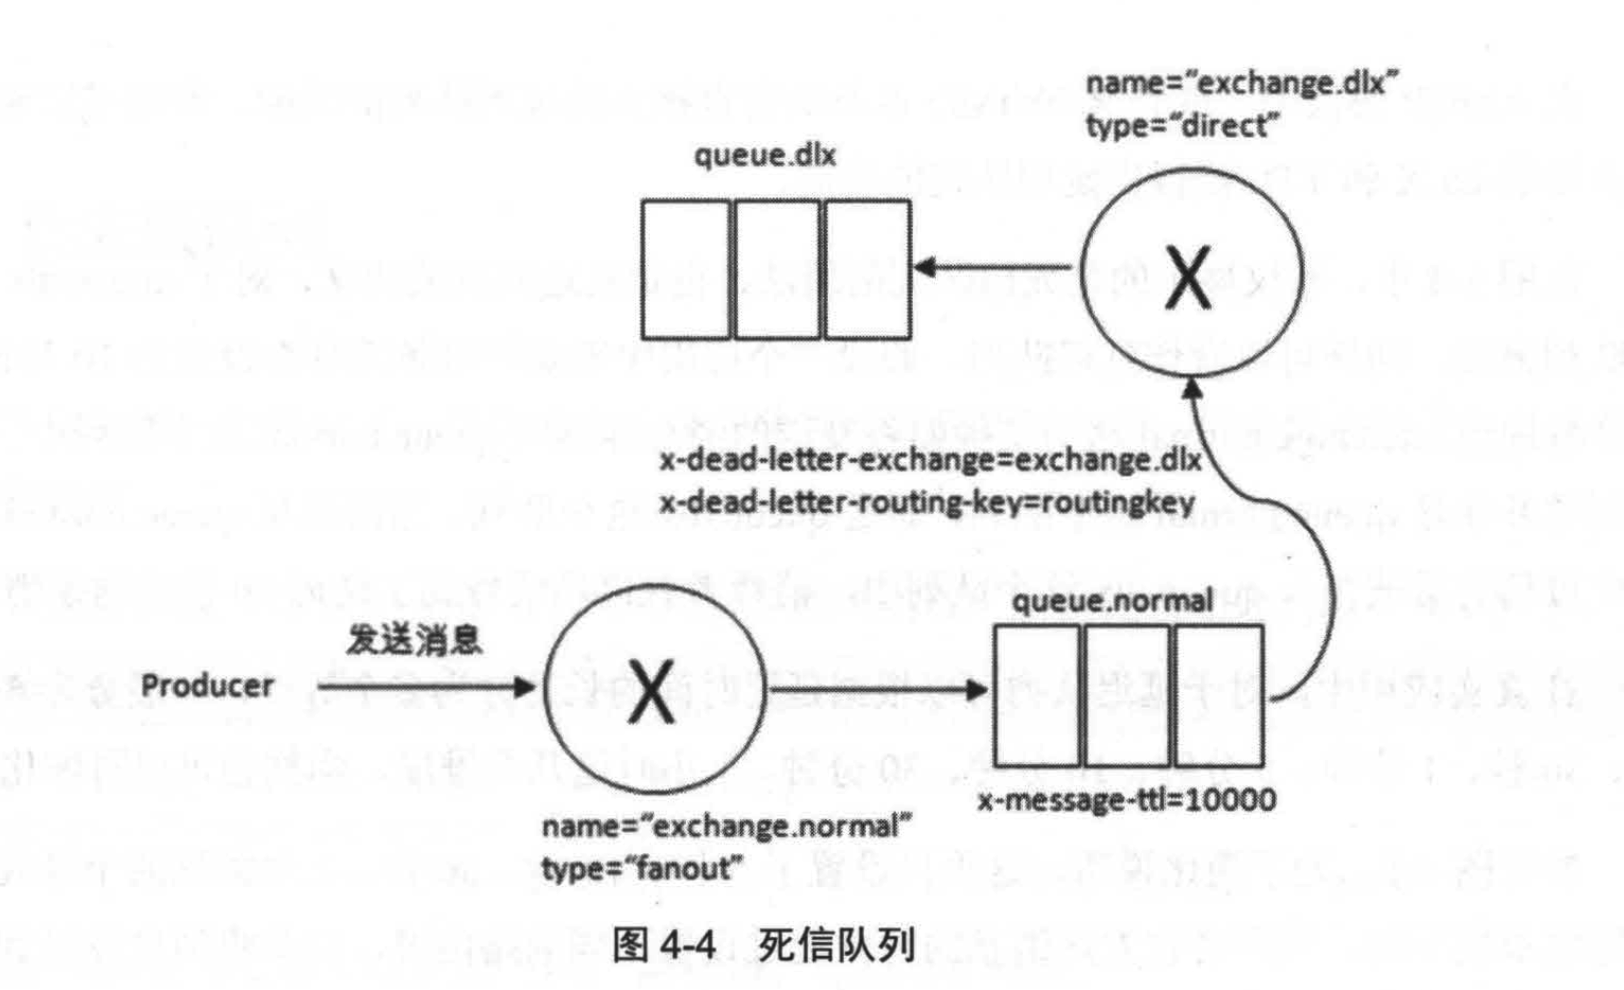 name=“exchange.dlx”
type=“direct”
queue.dlx
X
x-dead-letter-exchange=exchange.dlx
x-dead-letter-routing-key=routingkey
queue.normal
发送消息
Producer
X
x-message-ttl=10000
name=“exchange.normal”
type=“fanout”
图 4-4 死信队列